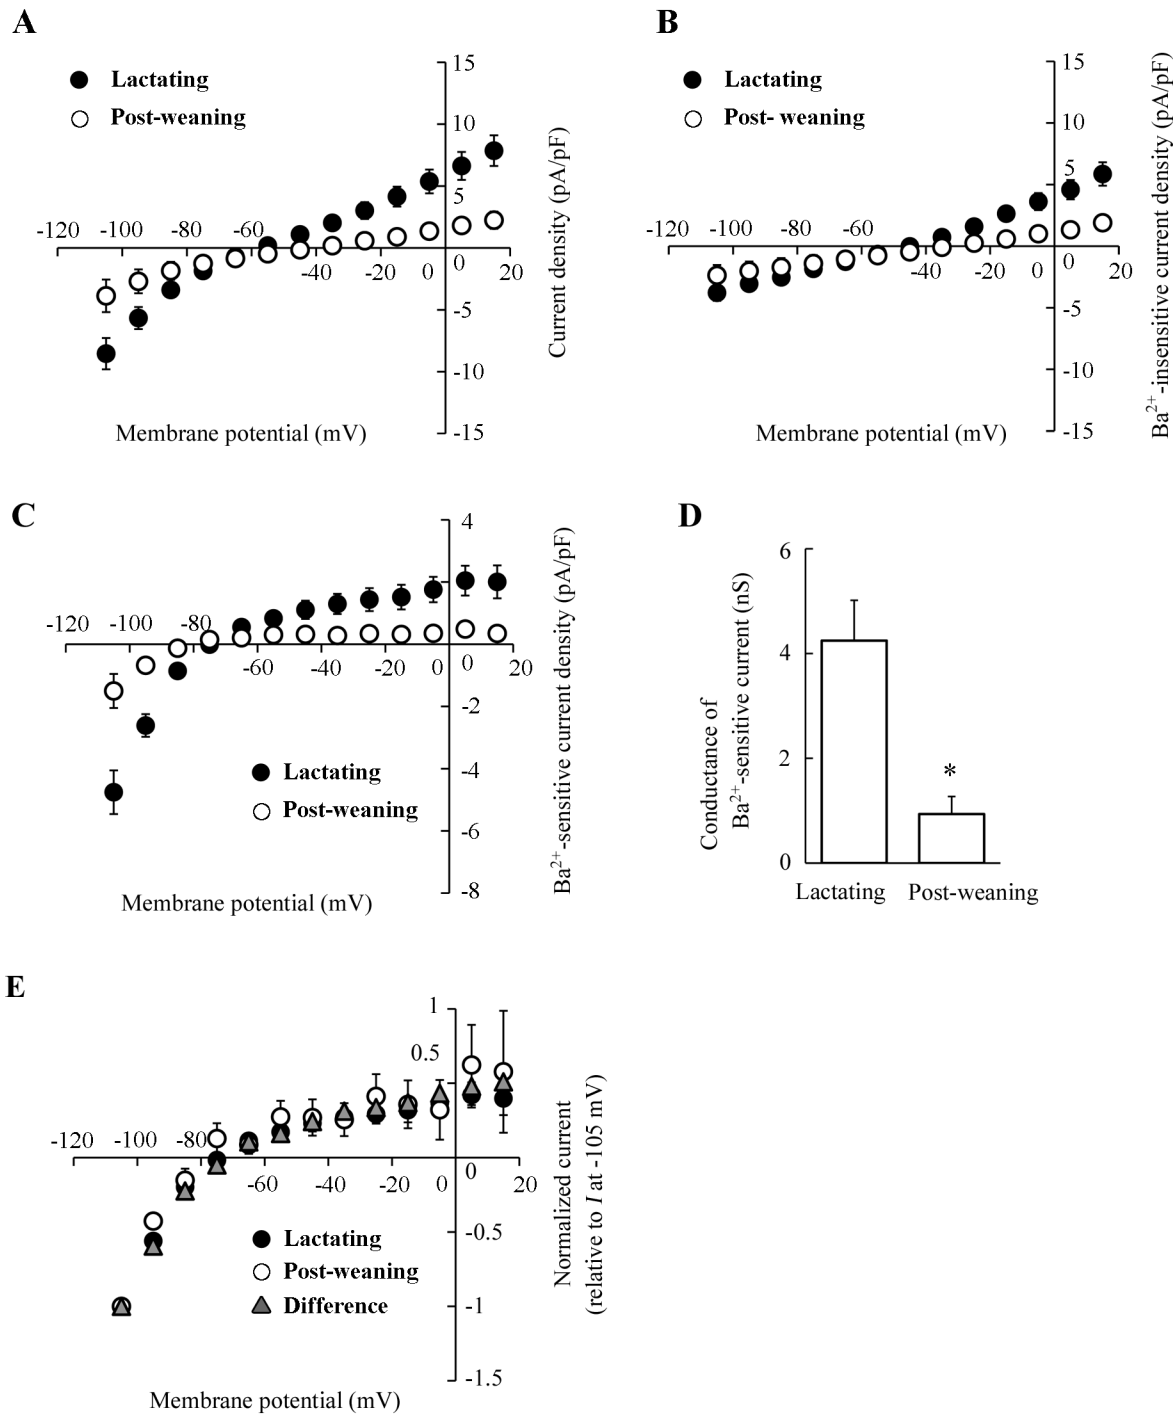 A
Lactating
Post-weaning
15
10
5
-120 -100 -80 -60
-40 -20 0 0 20
-5
-10
-15
Current density (pA/pF)
Membrane potential (mV)
B
Lactating
Post- weaning
15
10
5
-120 -100 -80 -60
-40 -20 0 0 20
-5
-10
-15
Ba2+-insensitive current density (pA/pF)
Membrane potential (mV)
C
4
-120 -100 -80
-60 -40 -20 0 20
-2
-4
-6
-8
Lactating
Post-weaning
Ba2+-sensitive current density (pA/pF)
Membrane potential (mV)
D
6
4
2
0
*
Conductance of
Ba2+-sensitive current (nS)
Lactating Post-weaning
E
1
0.5
-120 -100 -80
-60 -40 -20 0 0 20
-0.5
-1
-1.5
Lactating
Post-weaning
Difference
Normalized current
(relative to I at -105 mV)
Membrane potential (mV)